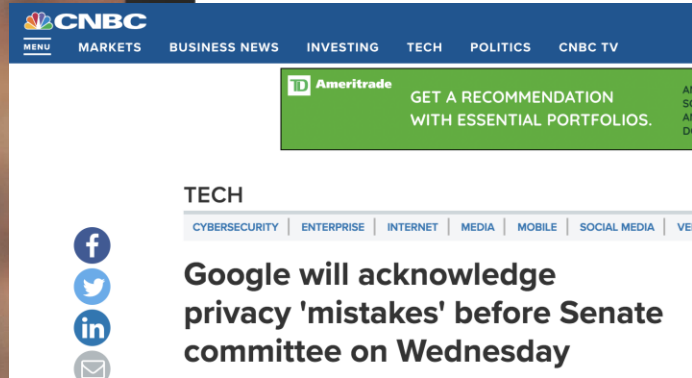 CNBC
MENU MARKETS BUSINESS NEWS INVESTING TECH POLITICS CNBC TV
TD Ameritrade
GET A RECOMMENDATION
WITH ESSENTIAL PORTFOLIOS.
TECH
CYBERSECURITY ENTERPRISE INTERNET MEDIA MOBILE SOCIAL MEDIA
Google will acknowledge
privacy 'mistakes' before Senate
committee on Wednesday